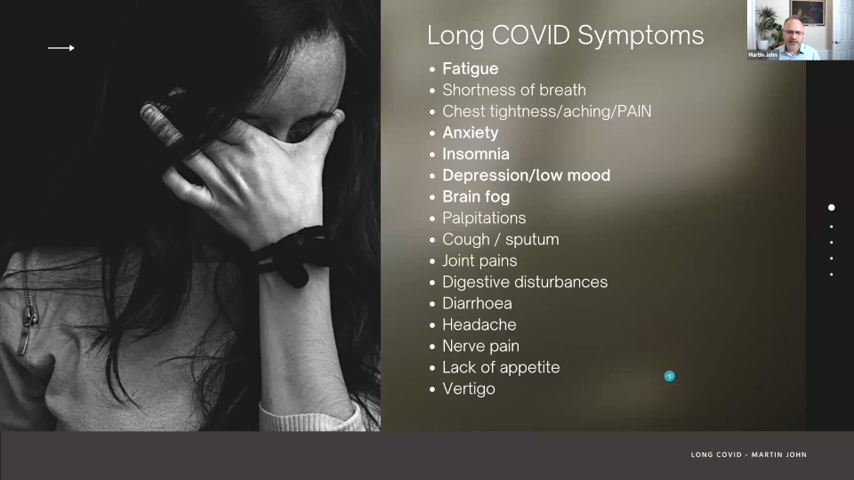 Long COVID Symptoms
Martin John
• Fatigue
• Shortness of breath
• Chest tightness/aching/PAIN
• Anxiety
• Insomnia
• Depression/low mood
• Brain fog
• Palpitations
• Cough / sputum
• Joint pains
• Digestive disturbances
• Diarrhoea
• Headache
• Nerve pain
• Lack of appetite
• Vertigo
LONG COVID - MARTIN JOHN